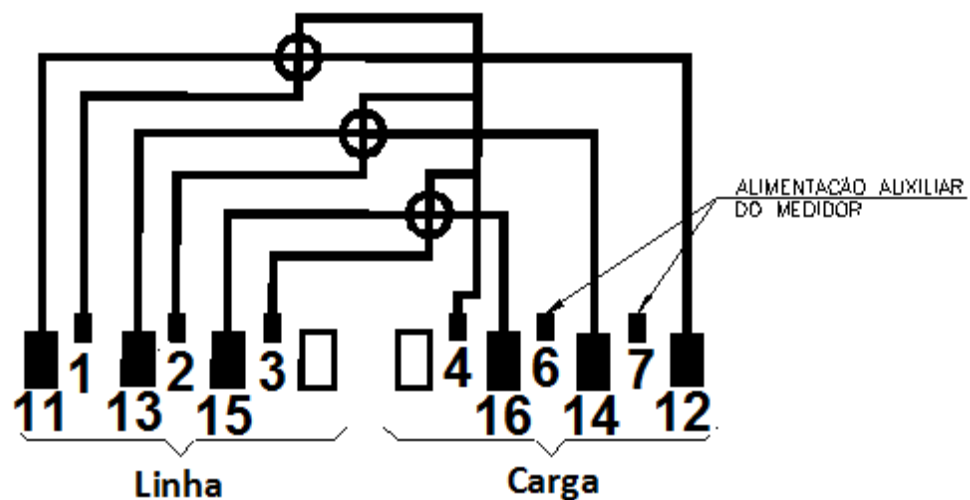 ALIMENTAÇÃO AUXILIAR
DO MEDIDOR
1 2 3 4 6 7
11 13 15 16 14 12
Linha Carga